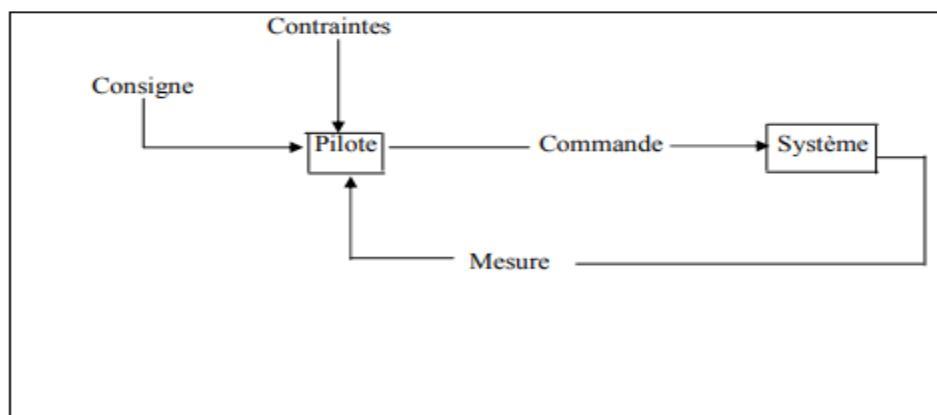 Contraintes
Consigne
Pilote
Commande
Système
Mesure